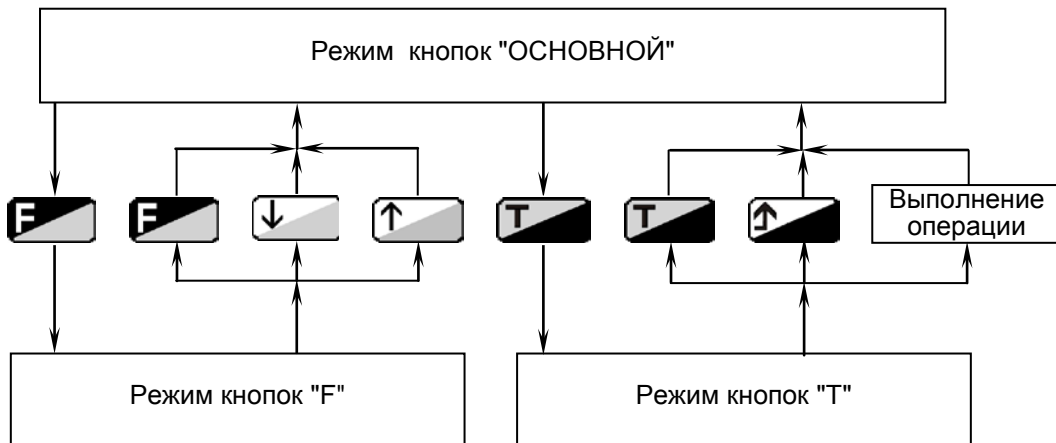 Режим кнопок "ОСНОВНОЙ"
F
F
T
T
Выполнение
операции
Режим кнопок "F"
Режим кнопок "T"